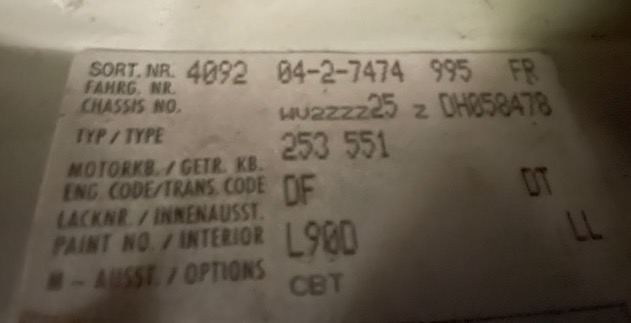 SORT. NR. 4092 04-2-7474 995 FR
FAHRG. NR.
CHASSIS NO. WV2ZZZ25 Z DH058478
TYP / TYPE 253 551
MOTORKB. / GETR. KB.
ENG. CODE/TRANS. CODE DF DT
LACKNR. / INNENAUSST.
PAINT NO. / INTERIOR L90D LL
M - AUSST. / OPTIONS CBT